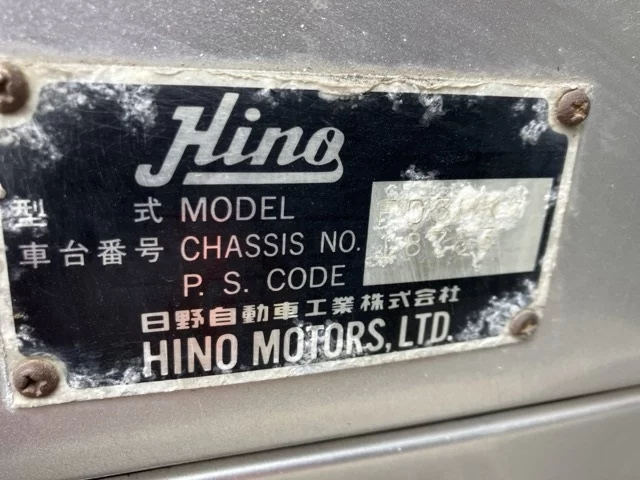 Hino
型 式 MODEL
車台番号 CHASSIS NO.
P. S. CODE
日野自動車工業株式会社
HINO MOTORS, LTD.